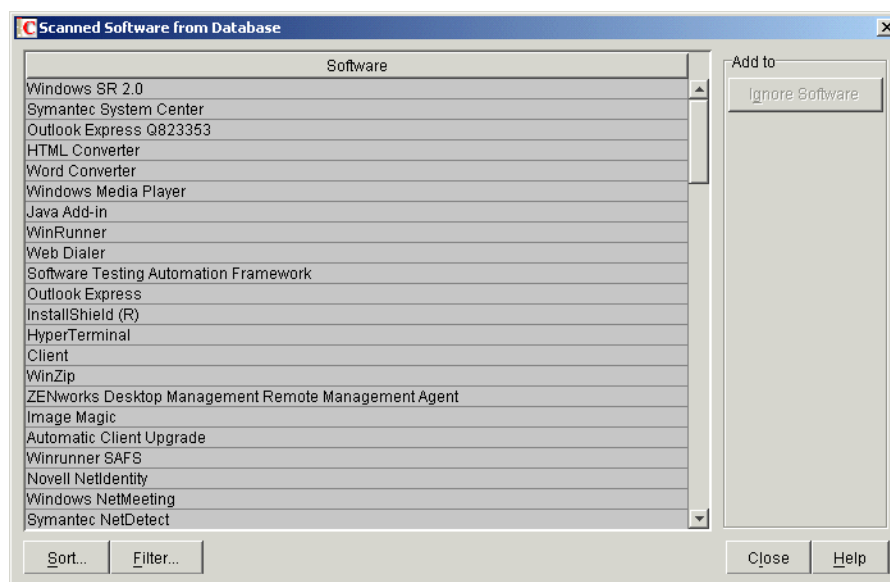 Scanned Software from Database
Software
Windows SR 2.0
Symantec System Center
Outlook Express Q823353
HTML Converter
Word Converter
Windows Media Player
Java Add-in
WinRunner
Web Dialer
Software Testing Automation Framework
Outlook Express
InstallShield (R)
HyperTerminal
Client
WinZip
ZENworks Desktop Management Remote Management Agent
Image Magic
Automatic Client Upgrade
Winrunner SAFS
Novell NetIdentity
Windows NetMeeting
Symantec NetDetect
Add to
Ignore Software
Sort...
Filter...
Close
Help